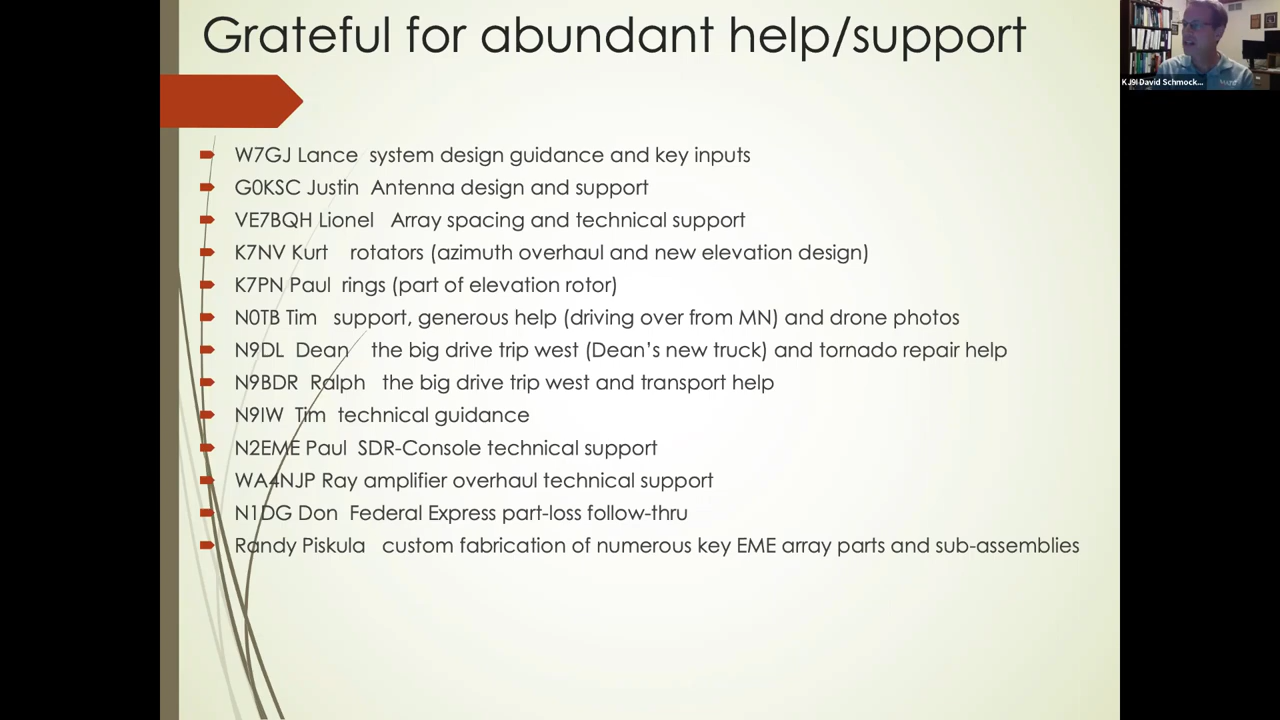 Grateful for abundant help/support
KJ9I David Schmock...
W7GJ Lance system design guidance and key inputs
G0KSC Justin Antenna design and support
VE7BQH Lionel Array spacing and technical support
K7NV Kurt rotators (azimuth overhaul and new elevation design)
K7PN Paul rings (part of elevation rotor)
N0TB Tim support, generous help (driving over from MN) and drone photos
N9DL Dean the big drive trip west (Dean's new truck) and tornado repair help
N9BDR Ralph the big drive trip west and transport help
N9IW Tim technical guidance
N2EME Paul SDR-Console technical support
WA4NJP Ray amplifier overhaul technical support
N1DG Don Federal Express part-loss follow-thru
Randy Piskula custom fabrication of numerous key EME array parts and sub-assemblies